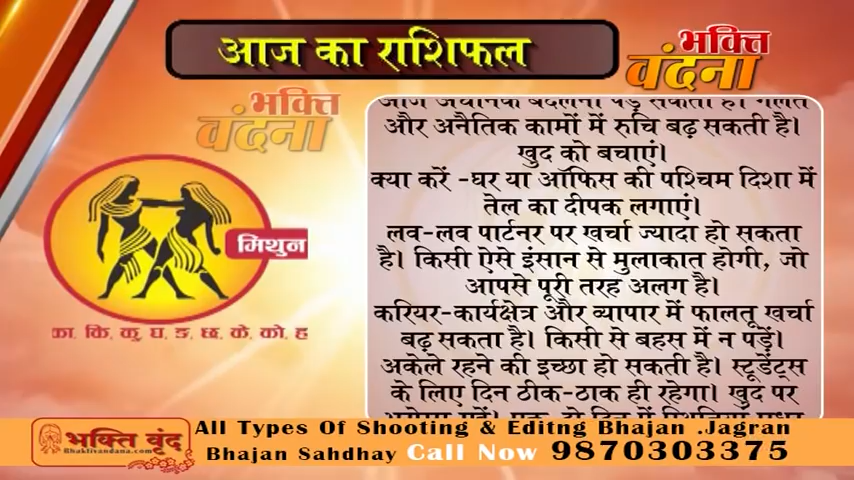 आज का राशिफल
भक्ति
वंदना
भक्ति
वंदना
मिथुन
का, कि, कु, घ, ङ, छ, के, को, ह
और अनैतिक कामों में रुचि बढ़ सकती है।
खुद को बचाएं।
क्या करें -घर या ऑफिस की पश्चिम दिशा में
तेल का दीपक लगाएं।
लव-लव पार्टनर पर खर्चा ज्यादा हो सकता
है। किसी ऐसे इंसान से मुलाकात होगी, जो
आपसे पूरी तरह अलग है।
करियर-कार्यक्षेत्र और व्यापार में फालतू खर्चा
बढ़ सकता है। किसी से बहस में न पड़ें।
अकेले रहने की इच्छा हो सकती है। स्टूडेंट्स
के लिए दिन ठीक-ठाक ही रहेगा। खुद पर
भक्ति वृंद
Bhaktivandana.com
All Types Of Shooting & Editng Bhajan .Jagran
Bhajan Sahdhay Call Now 9870303375